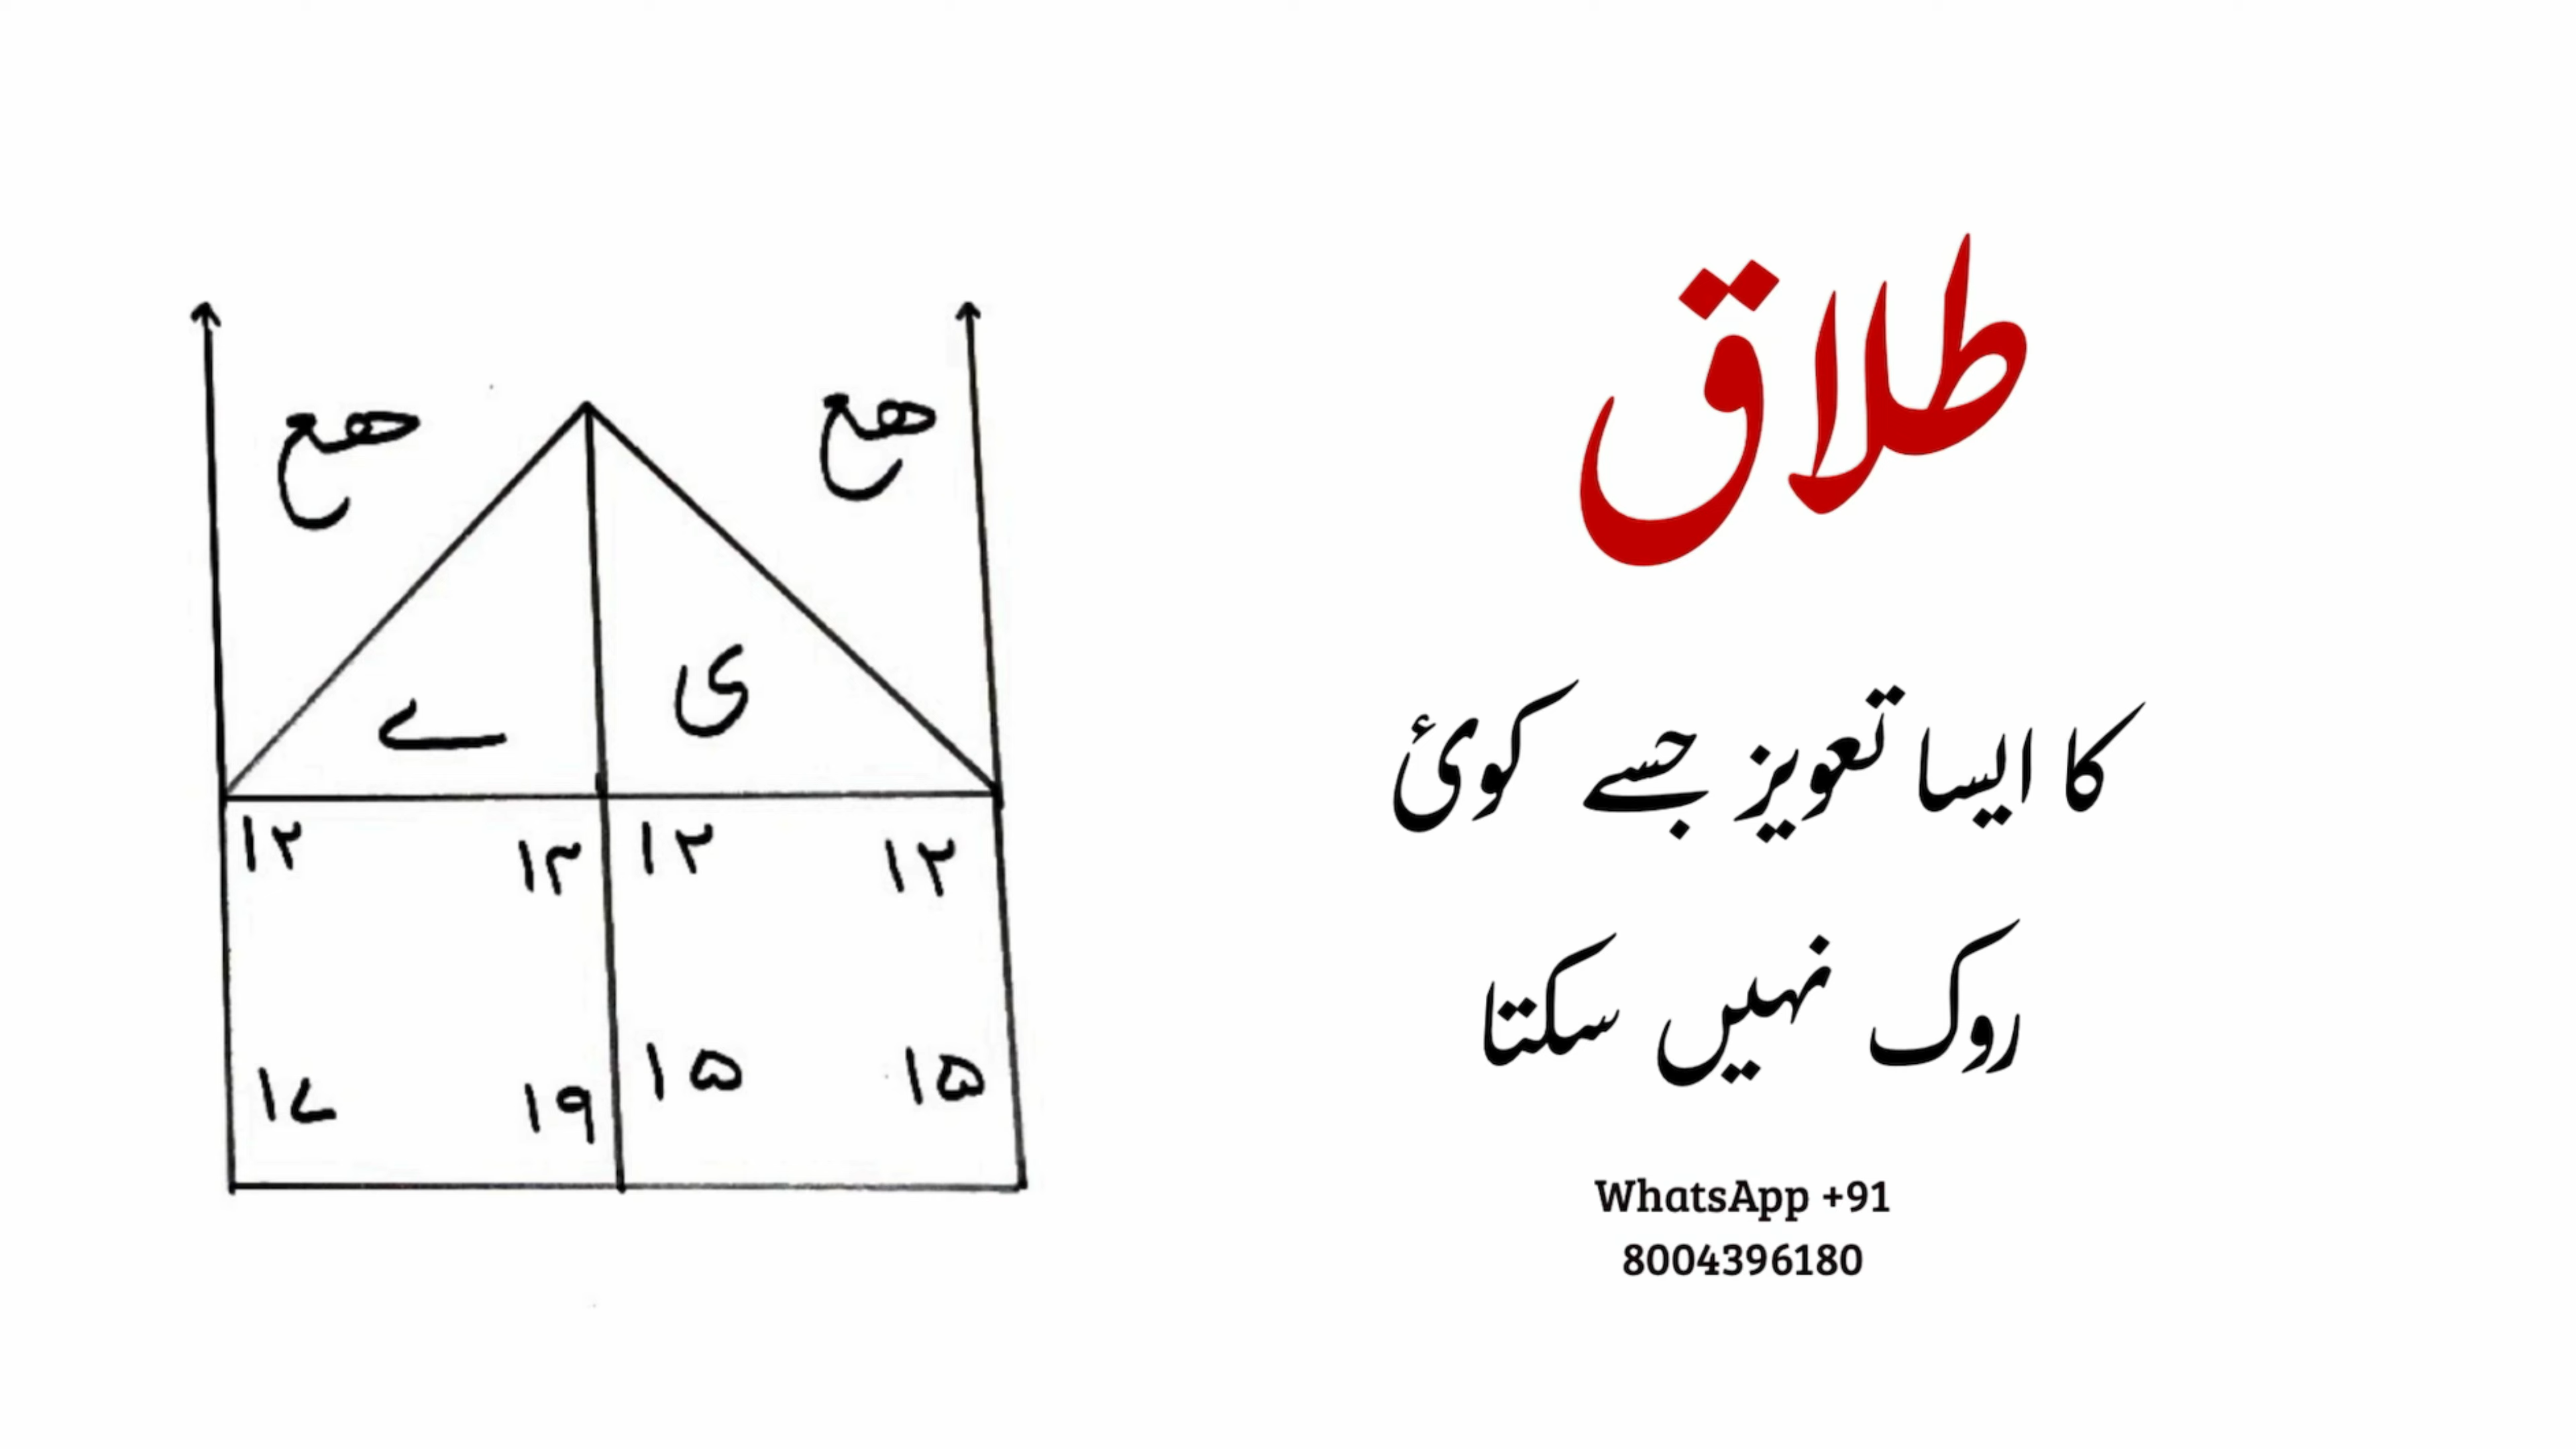 طلاق
کا ایسا تعویز جسے کوئ
روک نہیں سکتا
WhatsApp +91
8004396180
ھع ھع
ے ی
۱۲ ۱۳ ۱۲ ۱۲
۱۷ ۱۹ ۱۵ ۱۵